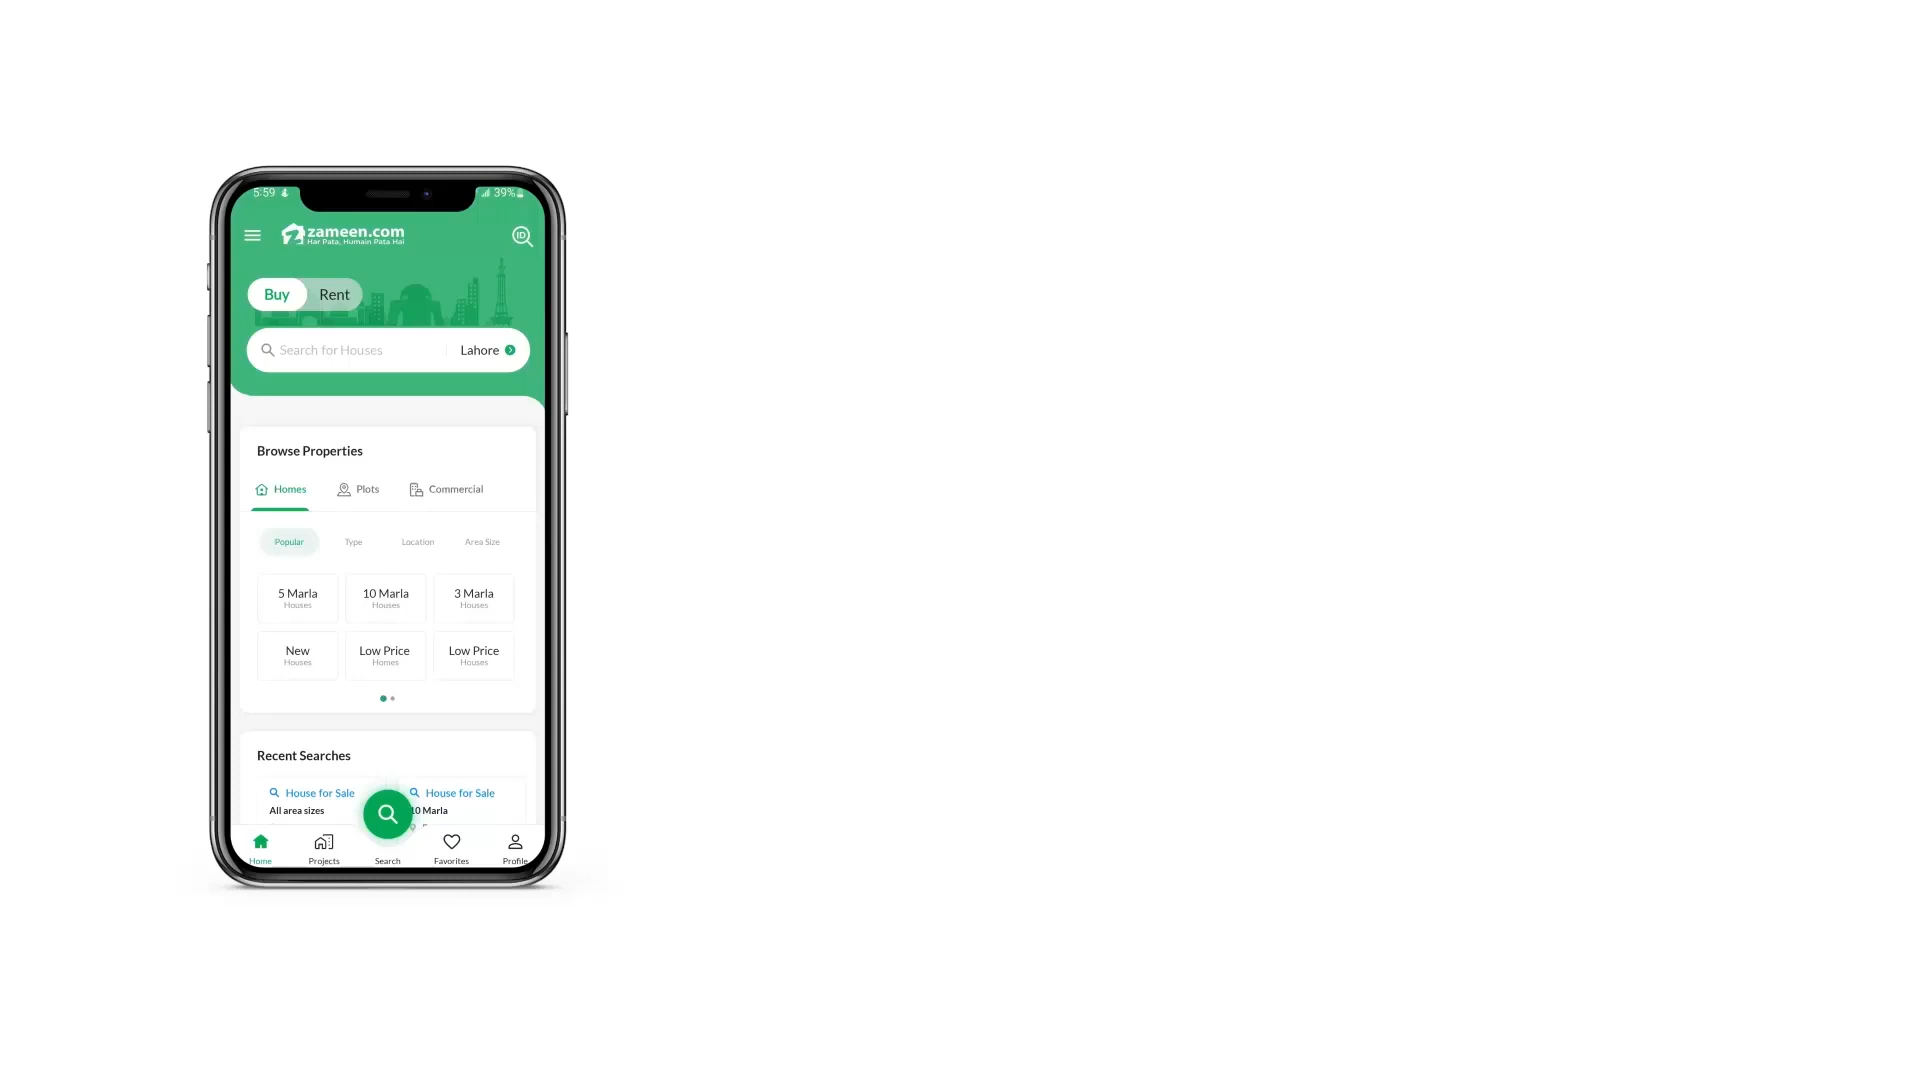 5:59
39%
zameen.com
Har Pata, Humain Pata Hai
ID
Buy
Rent
Search for Houses
Lahore
Browse Properties
Homes
Plots
Commercial
Popular
Type
Location
Area Size
5 Marla
Houses
10 Marla
Houses
3 Marla
Houses
New
Houses
Low Price
Homes
Low Price
Houses
Recent Searches
House for Sale
All area sizes
House for Sale
10 Marla
Home
Projects
Search
Favorites
Profile